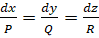 dx/P = dy/Q = dz/R